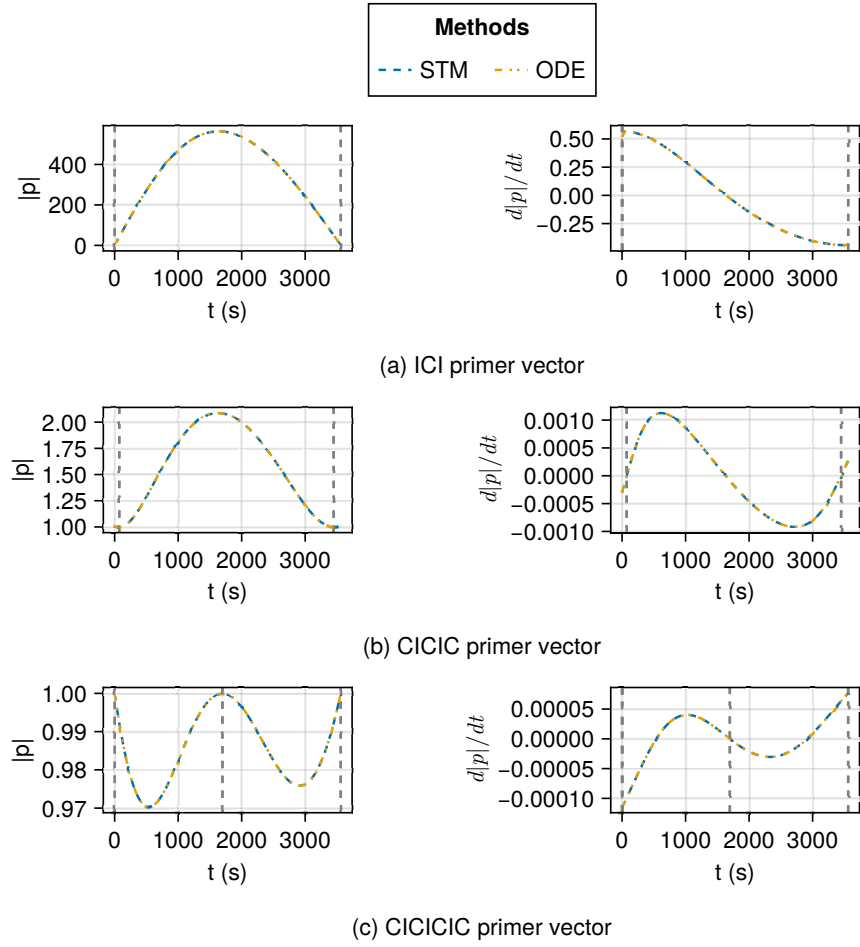 Methods
STM ODE
|p|
400
200
0
0 1000 2000 3000
t (s)
d|p|/dt
0.50
0.25
0.00
−0.25
0 1000 2000 3000
t (s)
(a) ICI primer vector
|p|
2.00
1.75
1.50
1.25
1.00
0 1000 2000 3000
t (s)
d|p|/dt
0.0010
0.0005
0.0000
−0.0005
−0.0010
0 1000 2000 3000
t (s)
(b) CICIC primer vector
|p|
1.00
0.99
0.98
0.97
0 1000 2000 3000
t (s)
d|p|/dt
0.00005
0.00000
−0.00005
−0.00010
0 1000 2000 3000
t (s)
(c) CICICIC primer vector